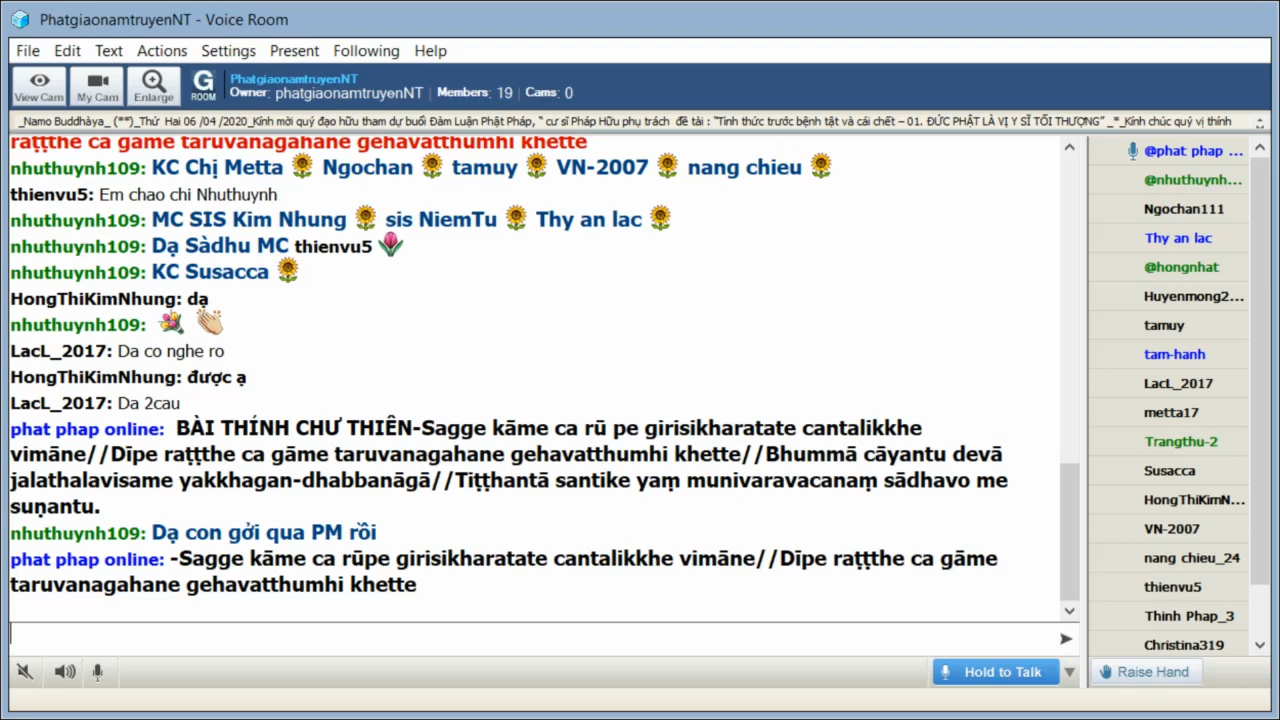 PhatgiaonamtruyenNT - Voice Room
File Edit Text Actions Settings Present Following Help
View Cam My Cam Enlarge G ROOM
PhatgiaonamtruyenNT
Owner: phatgiaonamtruyenNT | Members: 19 | Cams: 0
_Namo Buddhàya_ (**)_Thứ Hai 06 /04 /2020_Kính mời quý đạo hữu tham dự buổi Đàm Luận Phật Pháp, “ cư sĩ Pháp Hữu phụ trách đề tài : "Tỉnh thức trước bệnh tật và cái chết – 01. ĐỨC PHẬT LÀ VỊ Y SĨ TỐI THƯỢNG” _*_Kính chúc quý vị thính
raṭṭthe ca gāme taruvanagahane gehavatthumhi khette
nhuthuynh109: KC Chị Metta Ngochan tamuy VN-2007 nang chieu
thienvu5: Em chao chi Nhuthuynh
nhuthuynh109: MC SIS Kim Nhung sis NiemTu Thy an lac
nhuthuynh109: Dạ Sàdhu MC thienvu5
nhuthuynh109: KC Susacca
HongThiKimNhung: dạ
nhuthuynh109:
LacL_2017: Da co nghe ro
HongThiKimNhung: được ạ
LacL_2017: Da 2cau
phat phap online: BÀI THÍNH CHƯ THIÊN-Sagge kāme ca rū pe girisikharatate cantalikkhe
vimāne//Dīpe raṭṭthe ca gāme taruvanagahane gehavatthumhi khette//Bhummā cāyantu devā
jalathalavisame yakkhagan-dhabbanāgā//Tiṭṭhantā santike yaṃ munivaravacanaṃ sādhavo me
suṇantu.
nhuthuynh109: Dạ con gởi qua PM rồi
phat phap online: -Sagge kāme ca rūpe girisikharatate cantalikkhe vimāne//Dīpe raṭṭthe ca gāme
taruvanagahane gehavatthumhi khette
Hold to Talk
@phat phap ...
@nhuthuynh...
Ngochan111
Thy an lac
@hongnhat
Huyenmong2...
tamuy
tam-hanh
LacL_2017
metta17
Trangthu-2
Susacca
HongThiKimN...
VN-2007
nang chieu_24
thienvu5
Thinh Phap_3
Christina319
Raise Hand